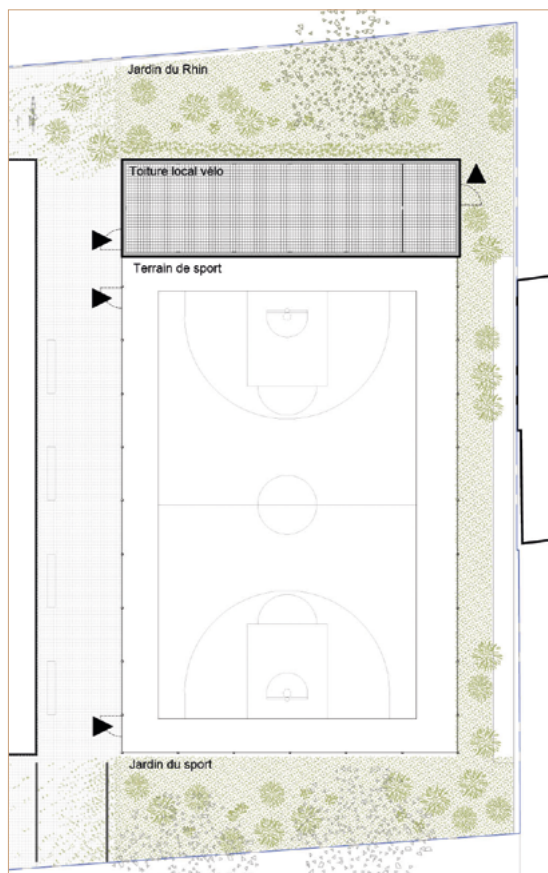 Jardin du Rhin
Toiture local vélo
Terrain de sport
Jardin du sport